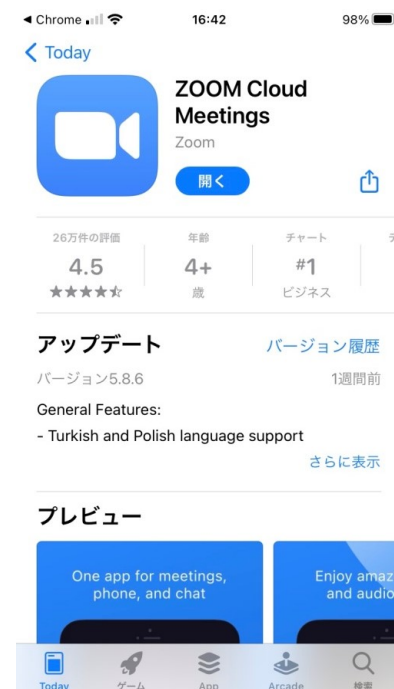 ◀ Chrome
16:42
98%
Today
ZOOM Cloud
Meetings
Zoom
開く
26万件の評価
年齢
チャート
4.5
4+
#1
★★★★☆
歳
ビジネス
アップデート
バージョン履歴
バージョン5.8.6
1週間前
General Features:
- Turkish and Polish language support
さらに表示
プレビュー
One app for meetings,
phone, and chat
Enjoy
and audio
Today
ゲーム
App
Arcade
検索